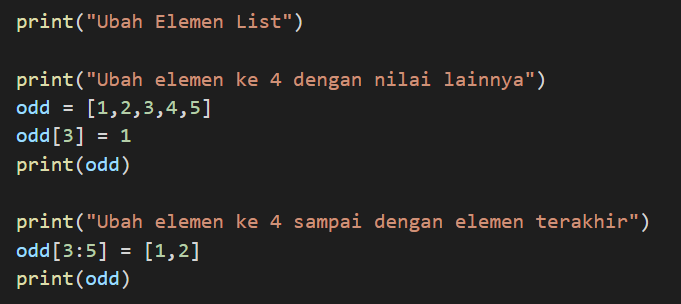 print("Ubah Elemen List")
print("Ubah elemen ke 4 dengan nilai lainnya")
odd = [1,2,3,4,5]
odd[3] = 1
print(odd)
print("Ubah elemen ke 4 sampai dengan elemen terakhir")
odd[3:5] = [1,2]
print(odd)